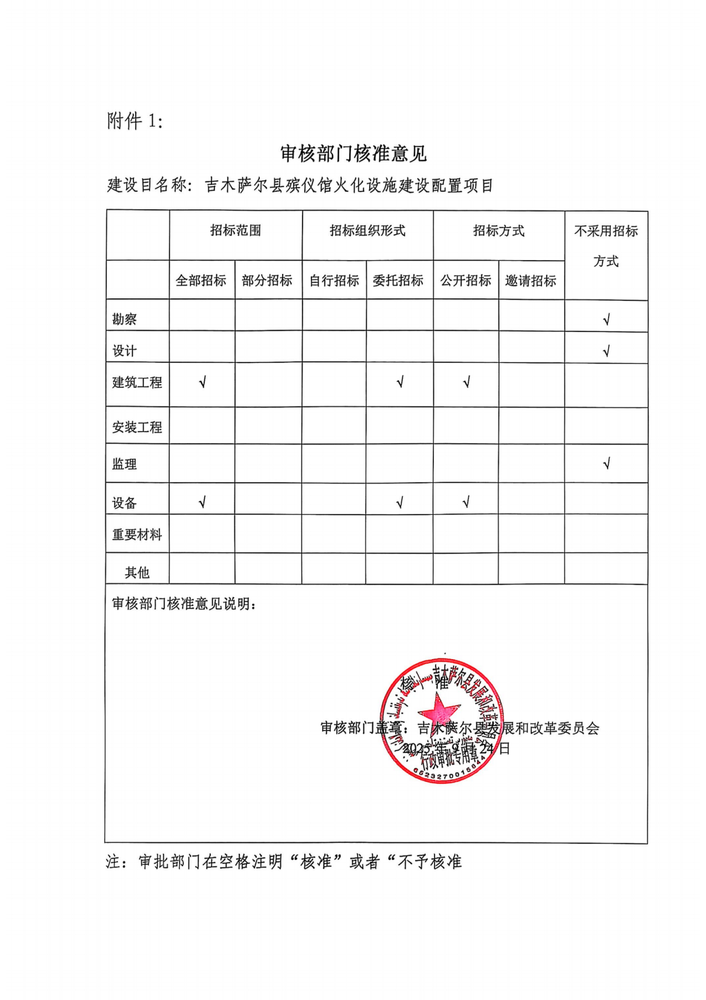 附件 1:
审核部门核准意见
建设目名称: 吉木萨尔县殡仪馆火化设施建设配置项目
招标范围 招标组织形式 招标方式 不采用招标方式
全部招标 部分招标 自行招标 委托招标 公开招标 邀请招标
勘察 √
设计 √
建筑工程 √ √ √
安装工程
监理 √
设备 √ √ √
重要材料
其他
审核部门核准意见说明:
核准
吉木萨尔县发展和改革委员会
审核部门盖章: 吉木萨尔县发展和改革委员会
2025 年 9 月 24 日
行政审批专用章
6523270015844
注: 审批部门在空格注明“核准”或者“不予核准